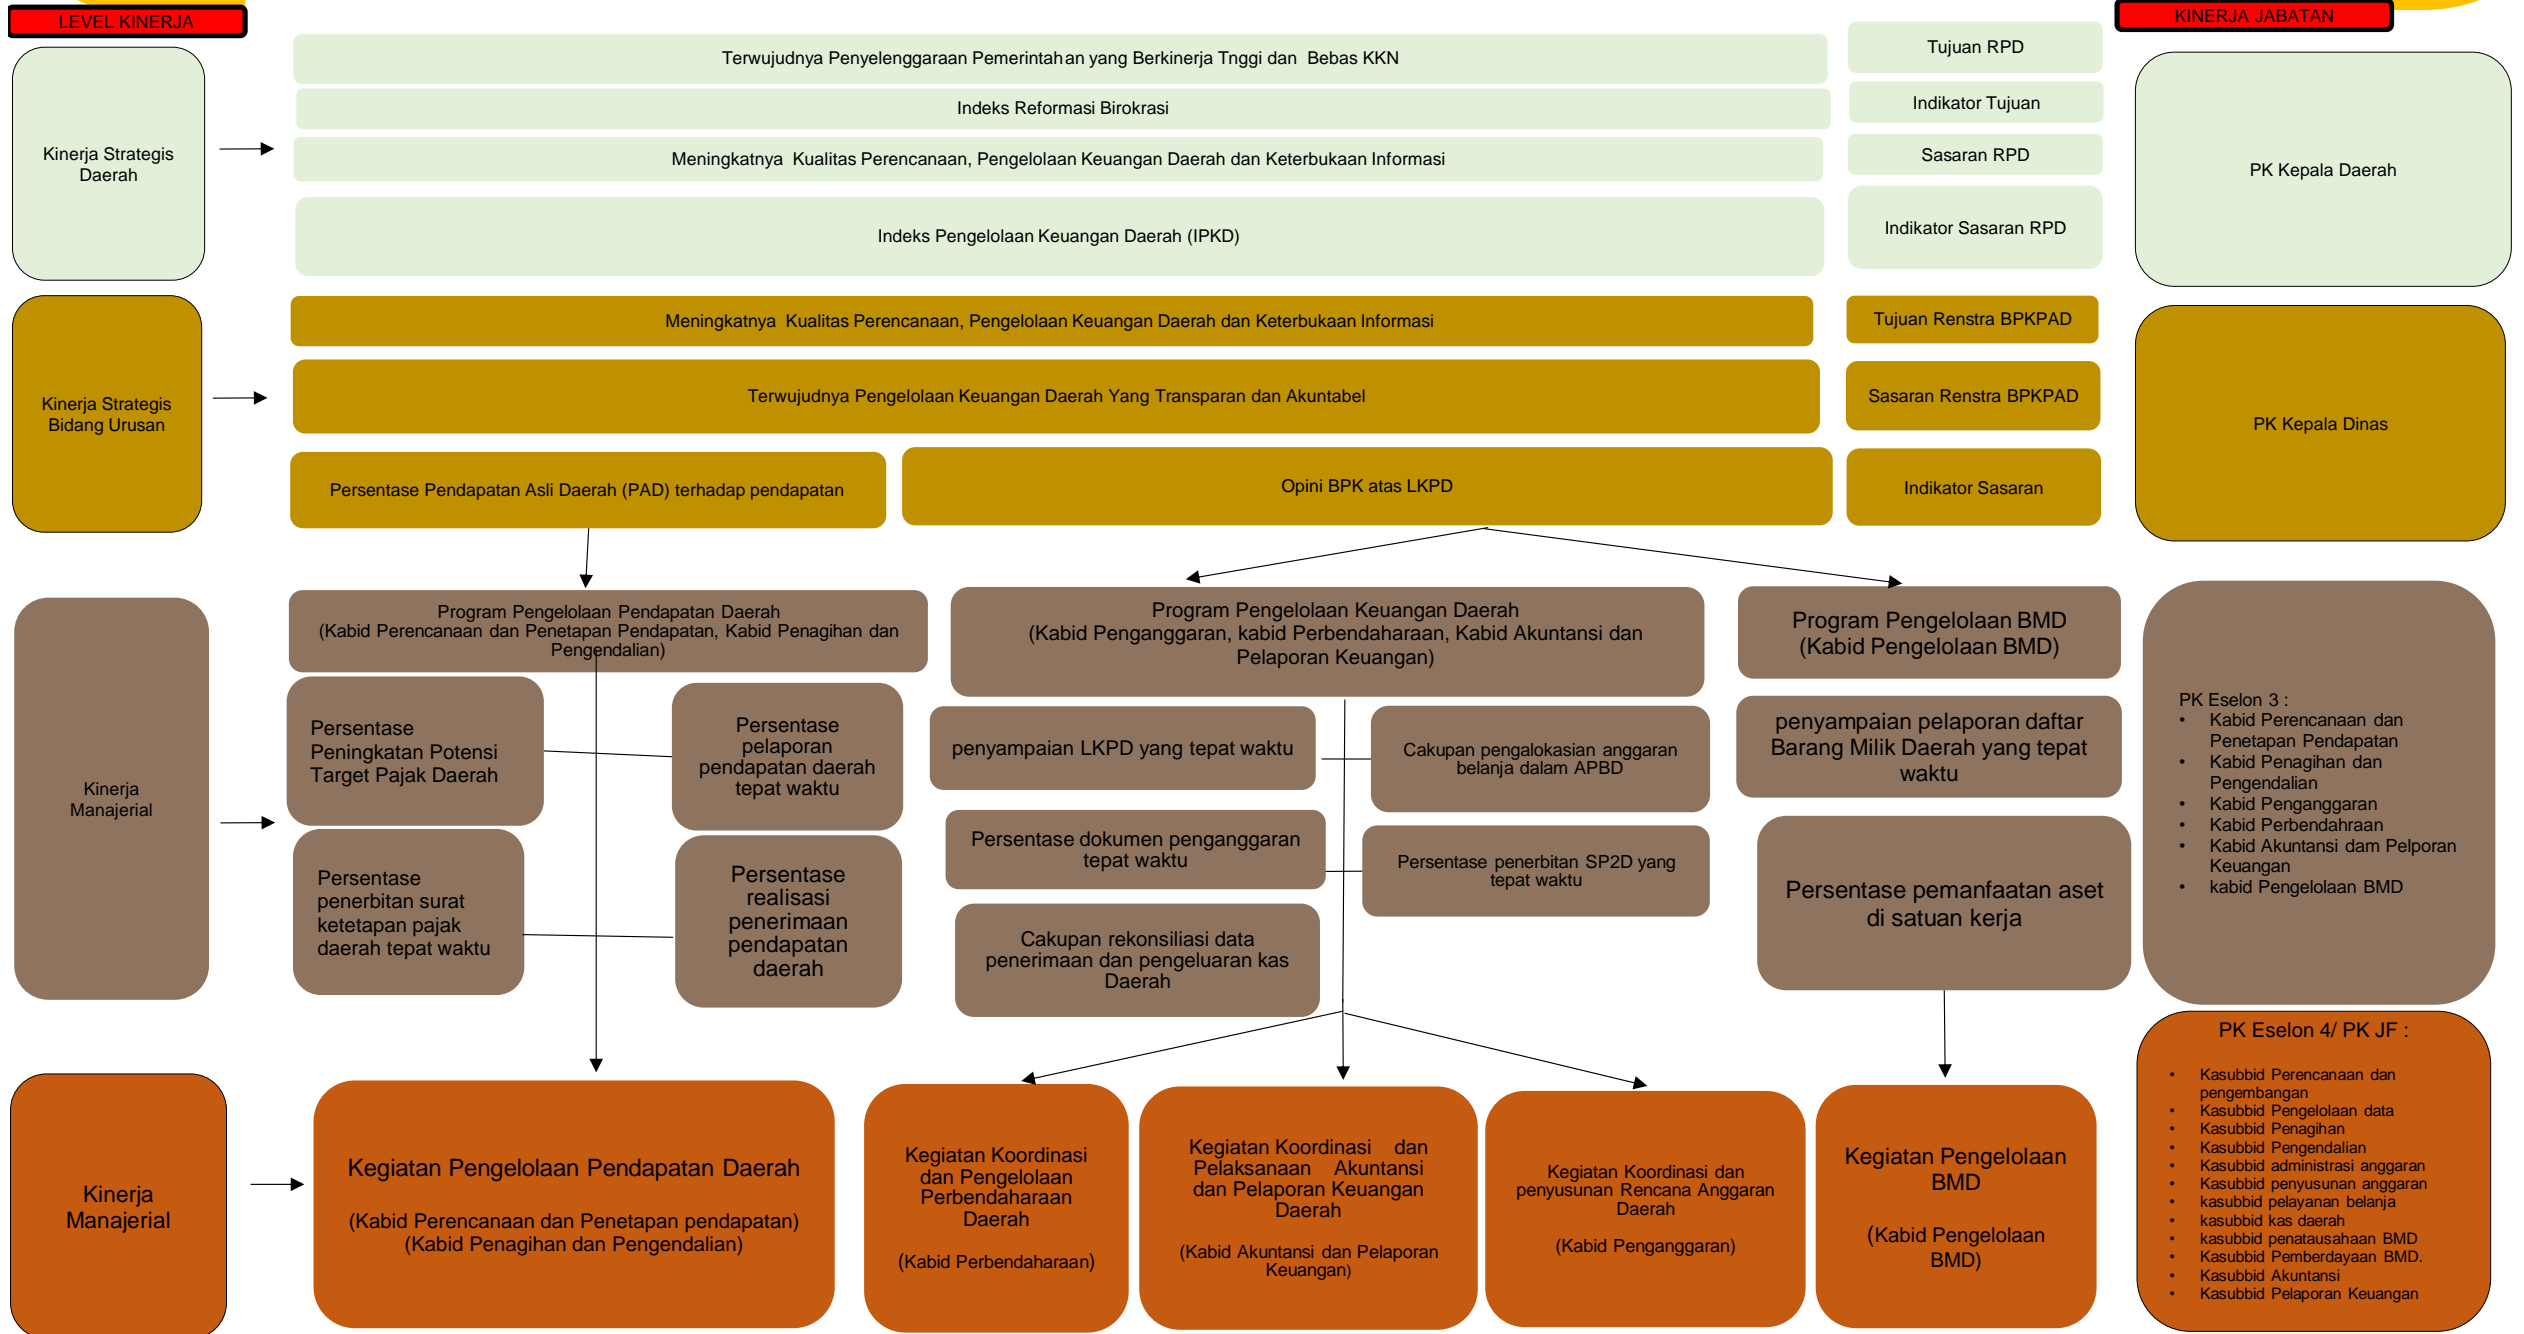 LEVEL KINERJA
KINERJA JABATAN
Kinerja Strategis
Daerah
Terwujudnya Penyelenggaraan Pemerintahan yang Berkinerja Tnggi dan Bebas KKN
Tujuan RPD
Indeks Reformasi Birokrasi
Indikator Tujuan
Meningkatnya Kualitas Perencanaan, Pengelolaan Keuangan Daerah dan Keterbukaan Informasi
Sasaran RPD
Indeks Pengelolaan Keuangan Daerah (IPKD)
Indikator Sasaran RPD
PK Kepala Daerah
Kinerja Strategis
Bidang Urusan
Meningkatnya Kualitas Perencanaan, Pengelolaan Keuangan Daerah dan Keterbukaan Informasi
Tujuan Renstra BPKPAD
Terwujudnya Pengelolaan Keuangan Daerah Yang Transparan dan Akuntabel
Sasaran Renstra BPKPAD
Persentase Pendapatan Asli Daerah (PAD) terhadap pendapatan
Opini BPK atas LKPD
Indikator Sasaran
PK Kepala Dinas
Kinerja
Manajerial
Program Pengelolaan Pendapatan Daerah
(Kabid Perencanaan dan Penetapan Pendapatan, Kabid Penagihan dan
Pengendalian)
Program Pengelolaan Keuangan Daerah
(Kabid Penganggaran, kabid Perbendaharaan, Kabid Akuntansi dan
Pelaporan Keuangan)
Program Pengelolaan BMD
(Kabid Pengelolaan BMD)
Persentase
Peningkatan Potensi
Target Pajak Daerah
Persentase
pelaporan
pendapatan daerah
tepat waktu
penyampaian LKPD yang tepat waktu
Cakupan pengalokasian anggaran
belanja dalam APBD
penyampaian pelaporan daftar
Barang Milik Daerah yang tepat
waktu
Persentase
penerbitan surat
ketetapan pajak
daerah tepat waktu
Persentase
realisasi
penerimaan
pendapatan
daerah
Persentase dokumen penganggaran
tepat waktu
Persentase penerbitan SP2D yang
tepat waktu
Cakupan rekonsiliasi data
penerimaan dan pengeluaran kas
Daerah
Persentase pemanfaatan aset
di satuan kerja
PK Eselon 3 :
• Kabid Perencanaan dan
Penetapan Pendapatan
• Kabid Penagihan dan
Pengendalian
• Kabid Penganggaran
• Kabid Perbendahraan
• Kabid Akuntansi dam Pelporan
Keuangan
• kabid Pengelolaan BMD
Kinerja
Manajerial
Kegiatan Pengelolaan Pendapatan Daerah
(Kabid Perencanaan dan Penetapan pendapatan)
(Kabid Penagihan dan Pengendalian)
Kegiatan Koordinasi
dan Pengelolaan
Perbendaharaan
Daerah
(Kabid Perbendaharaan)
Kegiatan Koordinasi dan
Pelaksanaan Akuntansi
dan Pelaporan Keuangan
Daerah
(Kabid Akuntansi dan Pelaporan
Keuangan)
Kegiatan Koordinasi dan
penyusunan Rencana Anggaran
Daerah
(Kabid Penganggaran)
Kegiatan Pengelolaan
BMD
(Kabid Pengelolaan
BMD)
PK Eselon 4/ PK JF :
• Kasubbid Perencanaan dan
pengembangan
• Kasubbid Pengelolaan data
• Kasubbid Penagihan
• Kasubbid Pengendalian
• Kasubbid administrasi anggaran
• Kasubbid penyusunan anggaran
• kasubbid pelayanan belanja
• kasubbid kas daerah
• kasubbid penatausahaan BMD
• Kasubbid Pemberdayaan BMD.
• Kasubbid Akuntansi
• Kasubbid Pelaporan Keuangan